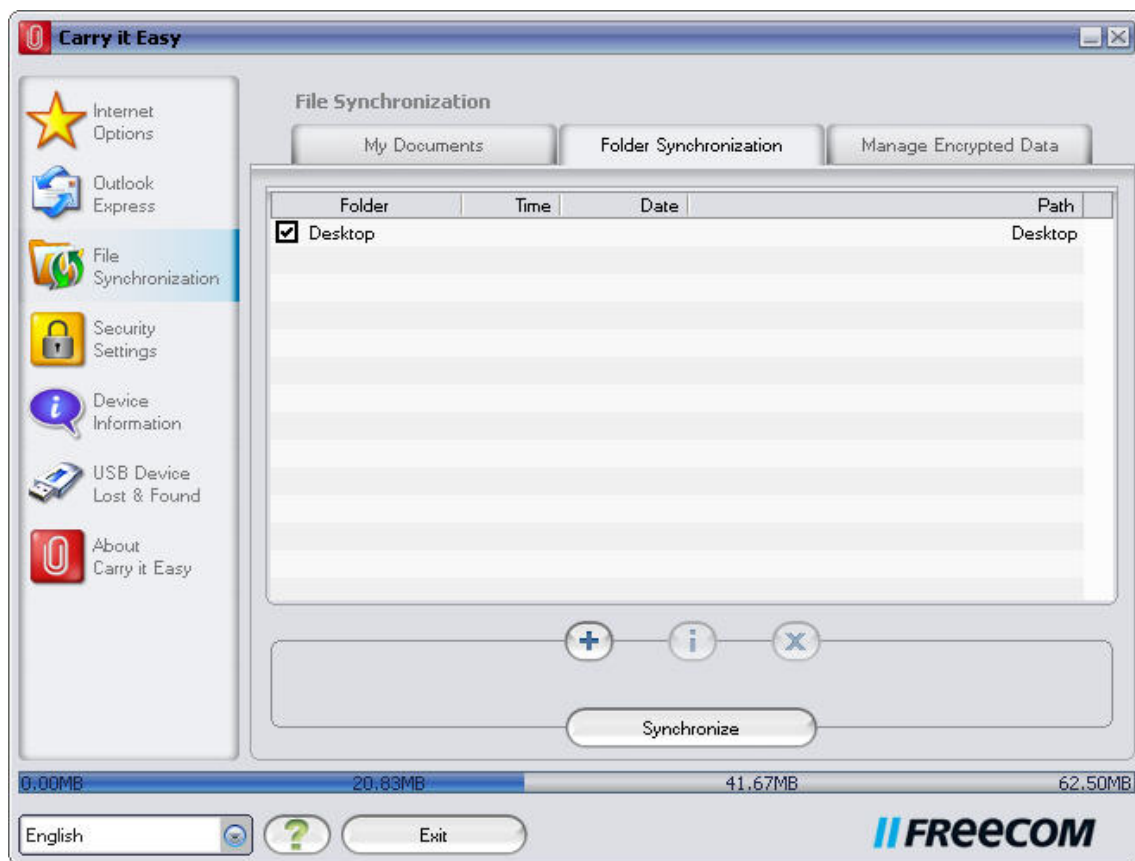 Carry it Easy
Internet
Options
Outlook
Express
File
Synchronization
Security
Settings
Device
Information
USB Device
Lost & Found
About
Carry it Easy
File Synchronization
My Documents
Folder Synchronization
Manage Encrypted Data
Folder Time Date Path
Desktop Desktop
Synchronize
0.00MB 20.83MB 41.67MB 62.50MB
English
Exit
FREECOM